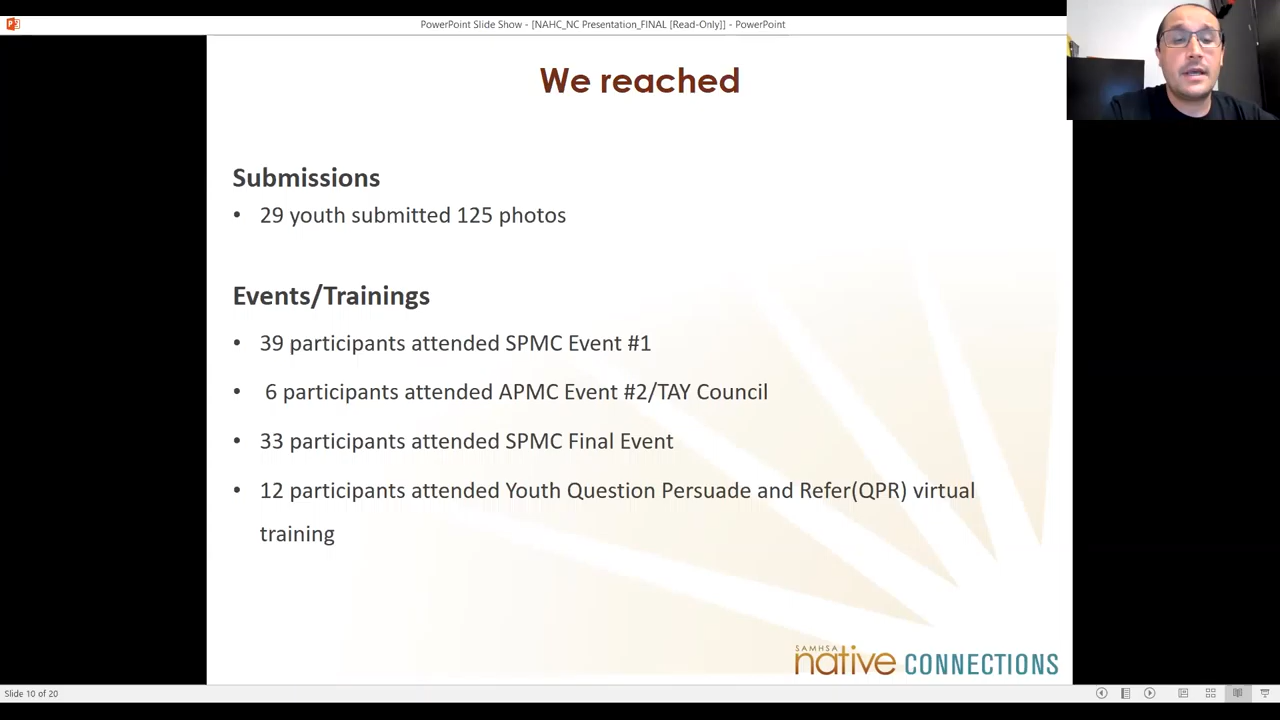 PowerPoint Slide Show - [NAHC_NC Presentation_FINAL [Read-Only]] - PowerPoint
We reached
Submissions
• 29 youth submitted 125 photos
Events/Trainings
• 39 participants attended SPMC Event #1
• 6 participants attended APMC Event #2/TAY Council
• 33 participants attended SPMC Final Event
• 12 participants attended Youth Question Persuade and Refer(QPR) virtual
training
SAMHSA
native CONNECTIONS
Slide 10 of 20